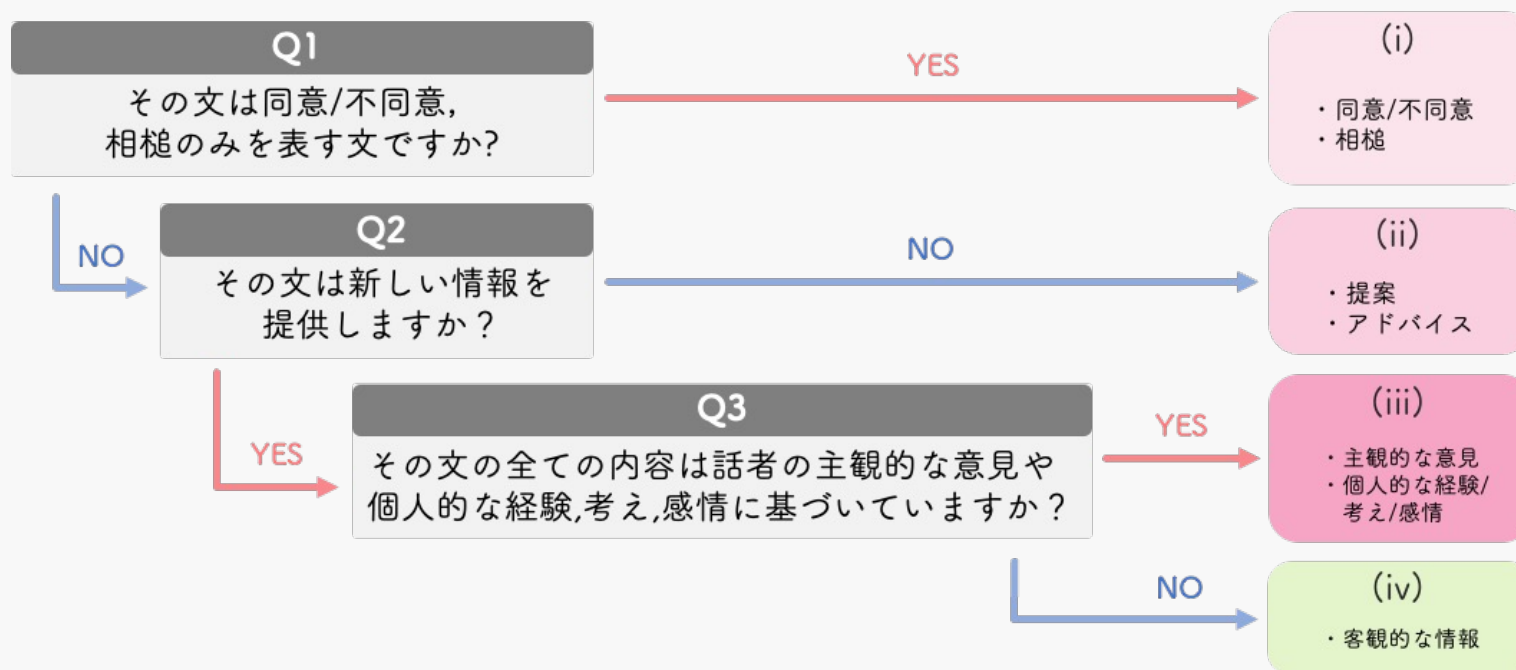 Q1
その文は同意/不同意,
相槌のみを表す文ですか?
YES
(i)
・同意/不同意
・相槌
NO
Q2
その文は新しい情報を
提供しますか？
NO
(ii)
・提案
・アドバイス
YES
Q3
その文の全ての内容は話者の主観的な意見や
個人的な経験,考え,感情に基づいていますか？
YES
(iii)
・主観的な意見
・個人的な経験/
考え/感情
NO
(iv)
・客観的な情報